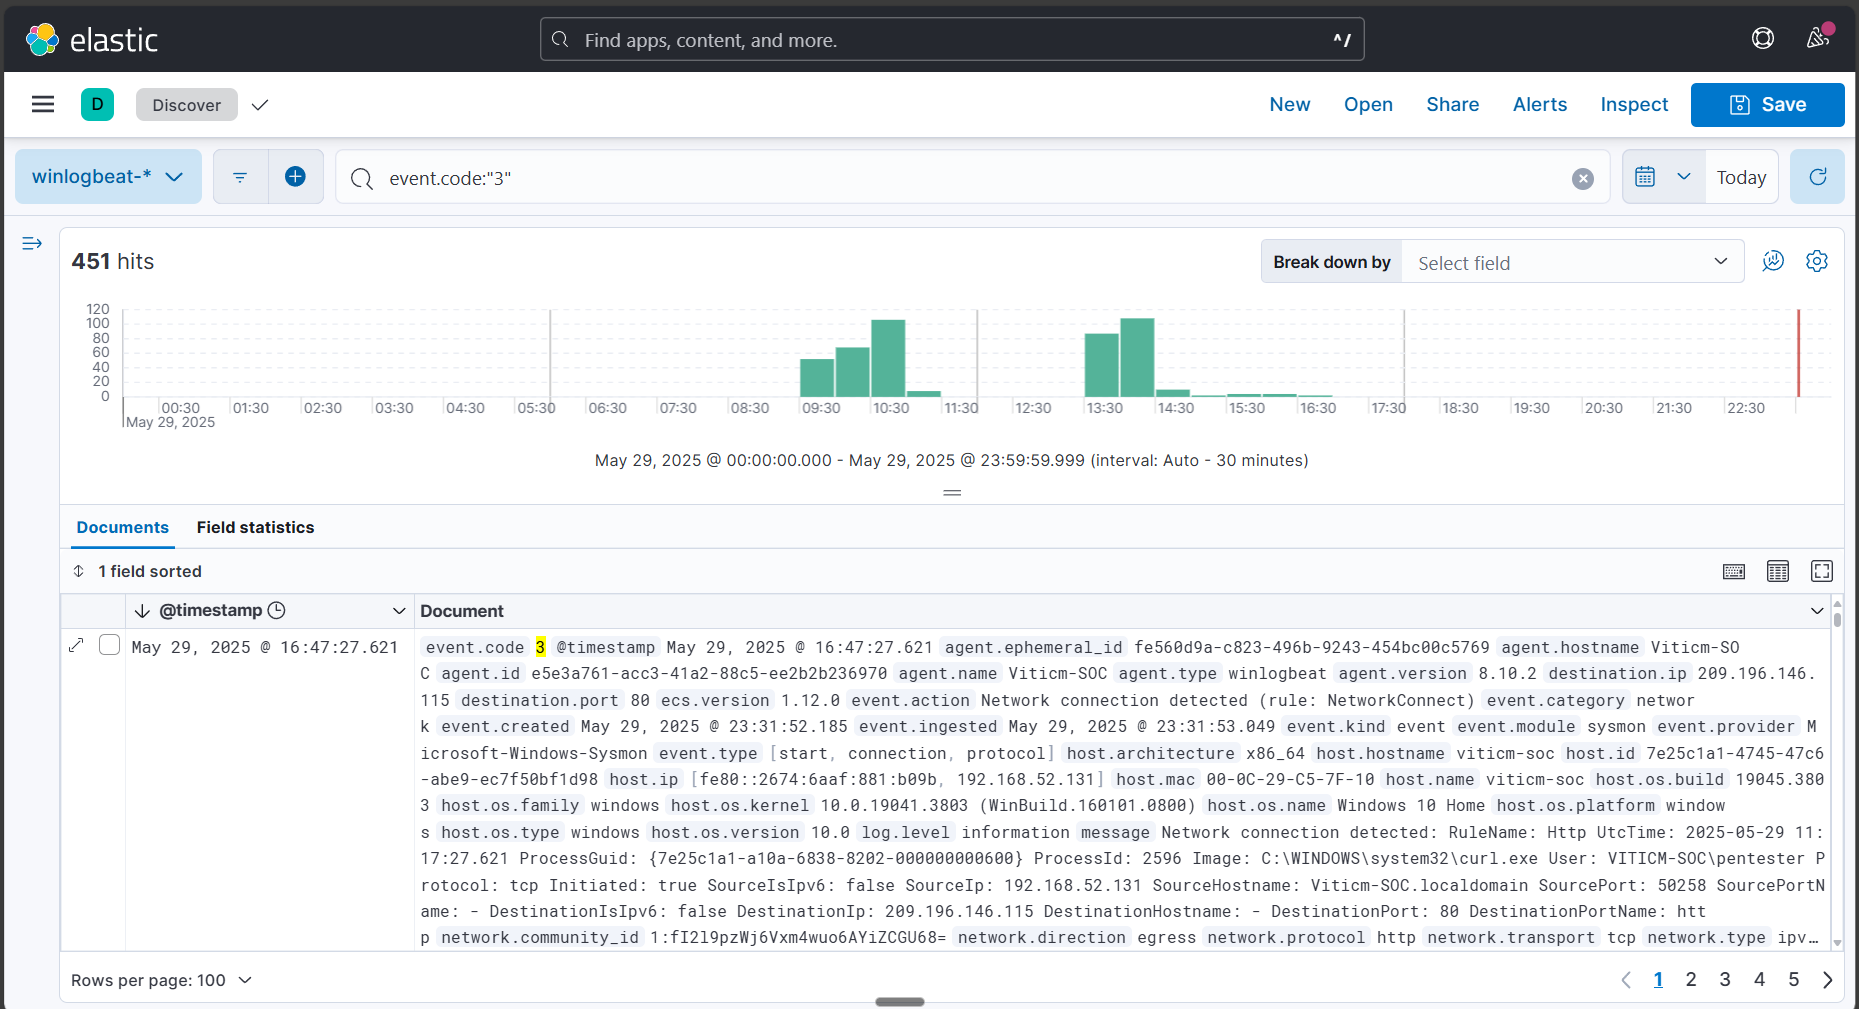 elastic
Find apps, content, and more.
^/
D
Discover
New
Open
Share
Alerts
Inspect
Save
winlogbeat-*
event.code:"3"
Today
451 hits
Break down by
Select field
120
100
80
60
40
20
0
00:30 01:30 02:30 03:30 04:30 05:30 06:30 07:30 08:30 09:30 10:30 11:30 12:30 13:30 14:30 15:30 16:30 17:30 18:30 19:30 20:30 21:30 22:30
May 29, 2025
May 29, 2025 @ 00:00:00.000 - May 29, 2025 @ 23:59:59.999 (interval: Auto - 30 minutes)
Documents
Field statistics
1 field sorted
@timestamp
Document
May 29, 2025 @ 16:47:27.621
event.code 3 @timestamp May 29, 2025 @ 16:47:27.621 agent.ephemeral_id fe560d9a-c823-496b-9243-454bc00c5769 agent.hostname Viticm-SO
C agent.id e5e3a761-acc3-41a2-88c5-ee2b2b236970 agent.name Viticm-SOC agent.type winlogbeat agent.version 8.10.2 destination.ip 209.196.146.
115 destination.port 80 ecs.version 1.12.0 event.action Network connection detected (rule: NetworkConnect) event.category networ
k event.created May 29, 2025 @ 23:31:52.185 event.ingested May 29, 2025 @ 23:31:53.049 event.kind event event.module sysmon event.provider M
icrosoft-Windows-Sysmon event.type [start, connection, protocol] host.architecture x86_64 host.hostname viticm-soc host.id 7e25c1a1-4745-47c6
-abe9-ec7f50bf1d98 host.ip [fe80::2674:6aaf:881:b09b, 192.168.52.131] host.mac 00-0C-29-C5-7F-10 host.name viticm-soc host.os.build 19045.380
3 host.os.family windows host.os.kernel 10.0.19041.3803 (WinBuild.160101.0800) host.os.name Windows 10 Home host.os.platform window
s host.os.type windows host.os.version 10.0 log.level information message Network connection detected: RuleName: Http UtcTime: 2025-05-29 11:
17:27.621 ProcessGuid: {7e25c1a1-a10a-6838-8202-000000000600} ProcessId: 2596 Image: C:\WINDOWS\system32\curl.exe User: VITICM-SOC\pentester P
rotocol: tcp Initiated: true SourceIsIpv6: false SourceIp: 192.168.52.131 SourceHostname: Viticm-SOC.localdomain SourcePort: 50258 SourcePortN
ame: - DestinationIsIpv6: false DestinationIp: 209.196.146.115 DestinationHostname: - DestinationPort: 80 DestinationPortName: htt
p network.community_id 1:fI2l9pzWj6Vxm4wuo6AYiZCGU68= network.direction egress network.protocol http network.transport tcp network.type ipv…
Rows per page: 100
1 2 3 4 5